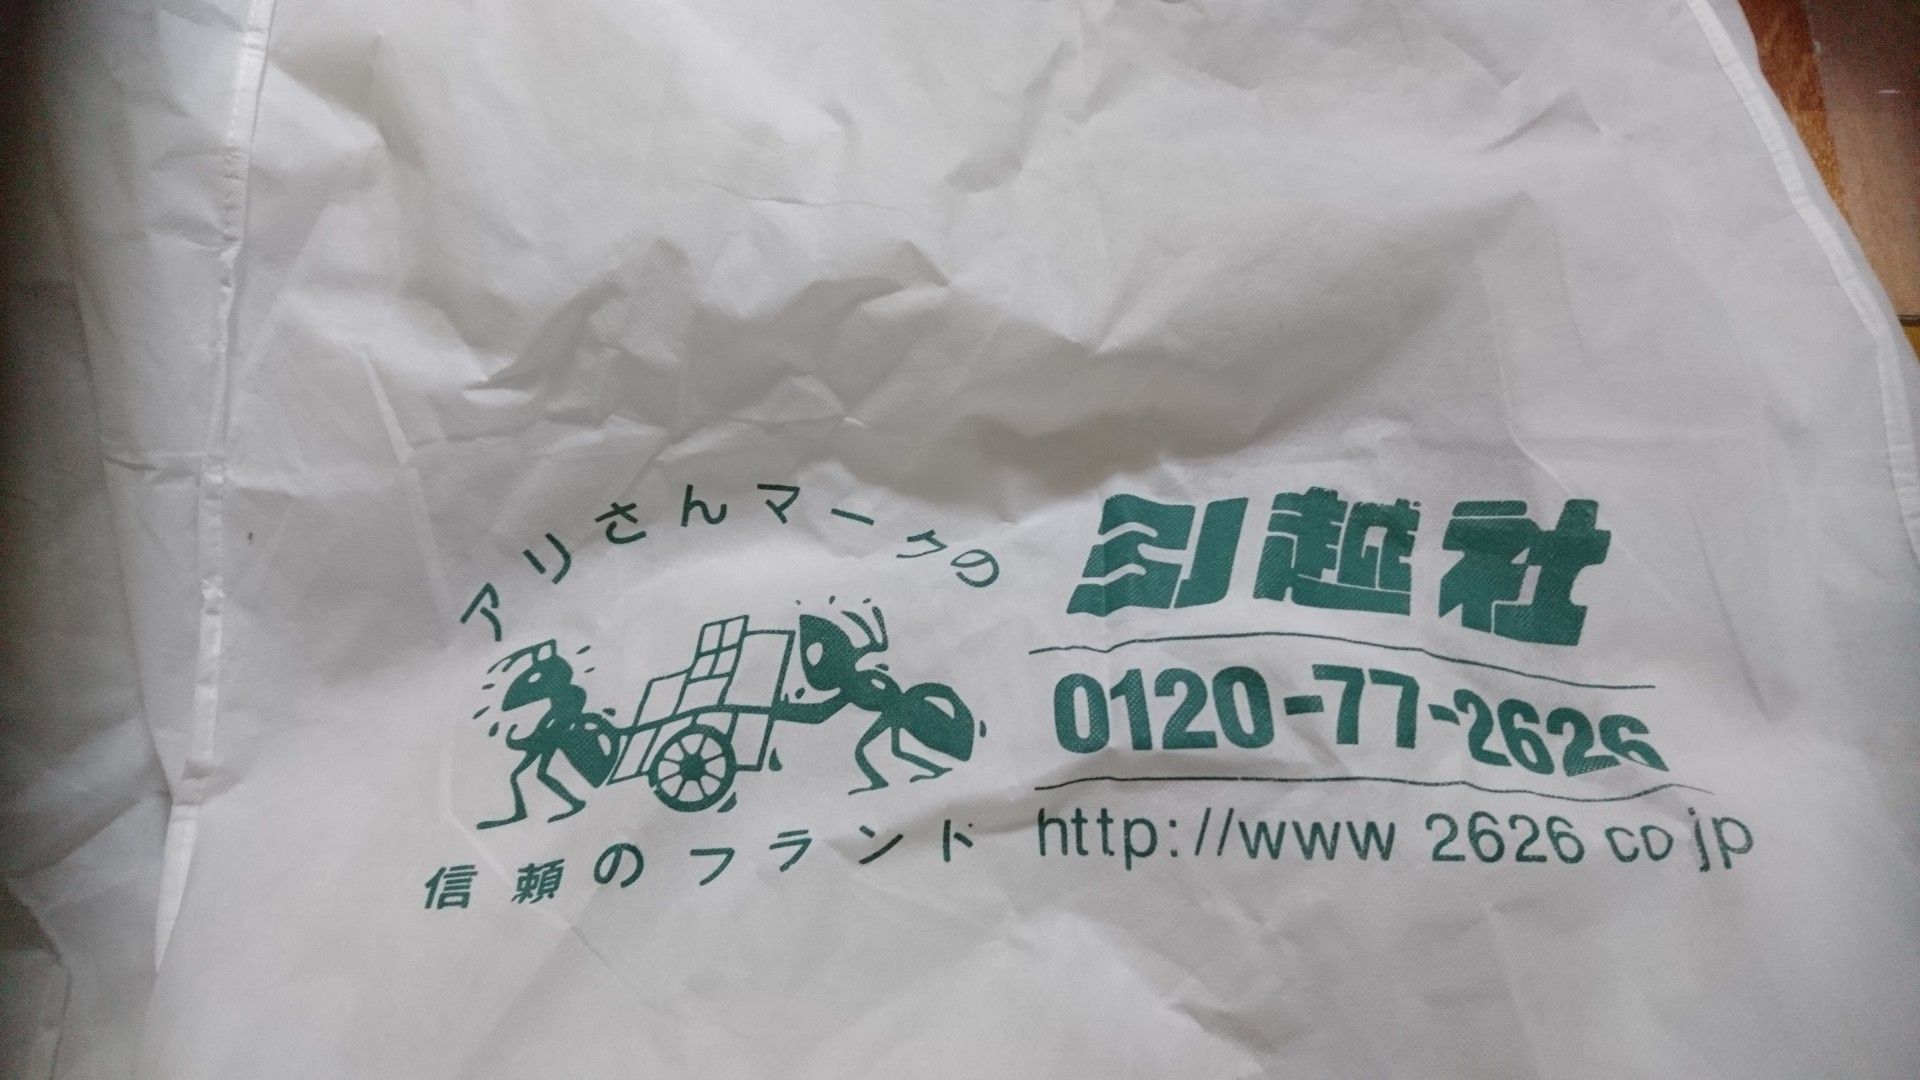 アリさんマークの
引越社
0120-77-2626
http://www 2626 co jp
信頼のフランド